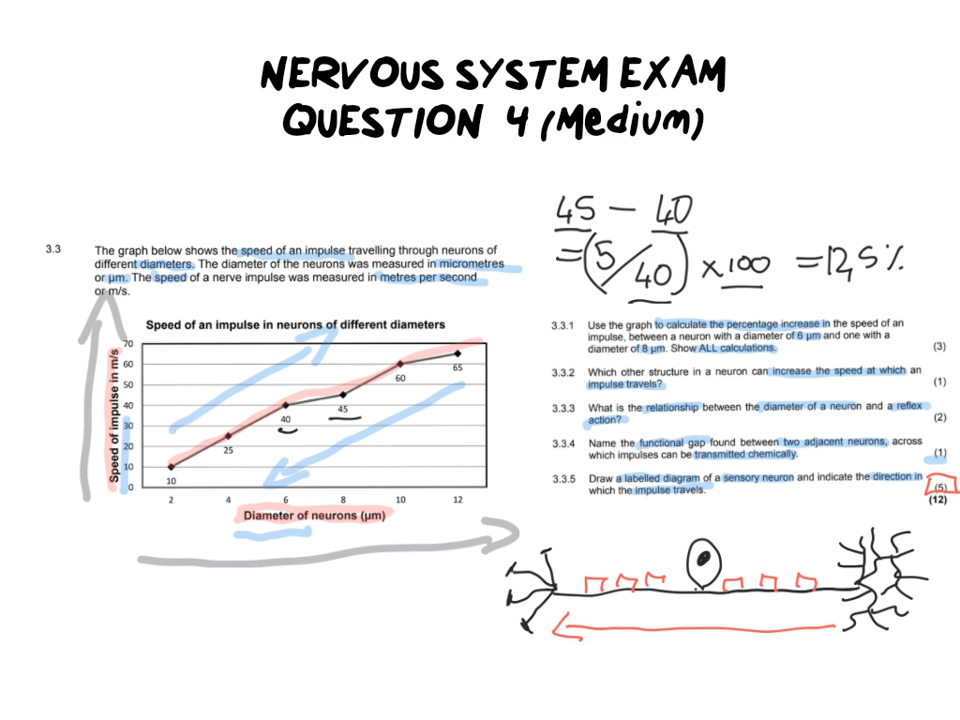 NERVOUS SYSTEM EXAM
QUESTION 4 (Medium)
3.3 The graph below shows the speed of an impulse travelling through neurons of
different diameters. The diameter of the neurons was measured in micrometres
or µm. The speed of a nerve impulse was measured in metres per second
or m/s.
Speed of an impulse in neurons of different diameters
Speed of impulse in m/s
70
60
50
40
30
20
10
0
10
25
40
45
60
65
2 4 6 8 10 12
Diameter of neurons (µm)
45 – 40
= (5/40) × 100 = 12,5 %
3.3.1 Use the graph to calculate the percentage increase in the speed of an
impulse, between a neuron with a diameter of 6 µm and one with a
diameter of 8 µm. Show ALL calculations. (3)
3.3.2 Which other structure in a neuron can increase the speed at which an
impulse travels? (1)
3.3.3 What is the relationship between the diameter of a neuron and a reflex
action? (2)
3.3.4 Name the functional gap found between two adjacent neurons, across
which impulses can be transmitted chemically. (1)
3.3.5 Draw a labelled diagram of a sensory neuron and indicate the direction in
which the impulse travels. (5)
(12)